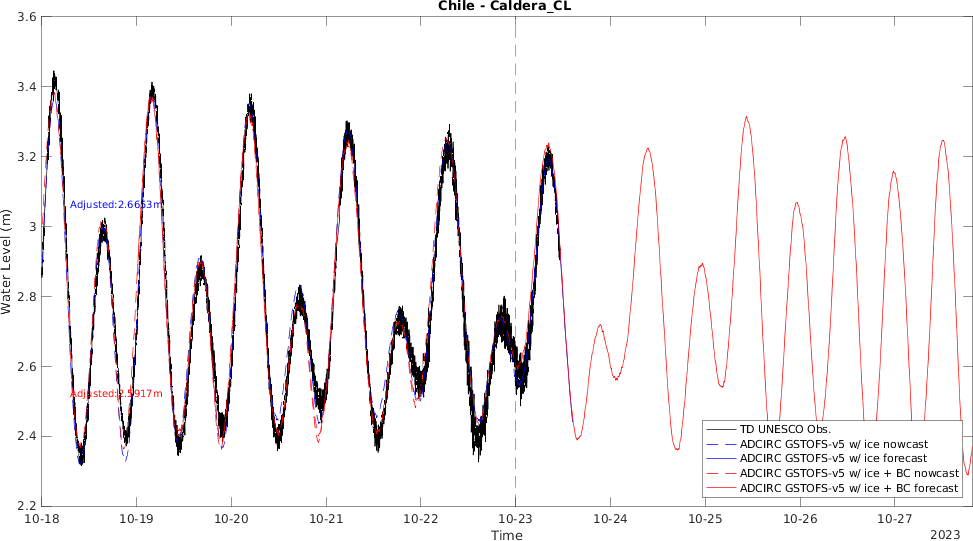 Chile - Caldera_CL
3.6
3.4
3.2
3
2.8
2.6
2.4
2.2
Water Level (m)
Adjusted:2.6653m
Adjusted:2.5917m
TD UNESCO Obs.
ADCIRC GSTOFS-v5 w/ ice nowcast
ADCIRC GSTOFS-v5 w/ ice forecast
ADCIRC GSTOFS-v5 w/ ice + BC nowcast
ADCIRC GSTOFS-v5 w/ ice + BC forecast
10-18 10-19 10-20 10-21 10-22 10-23 10-24 10-25 10-26 10-27
Time
2023